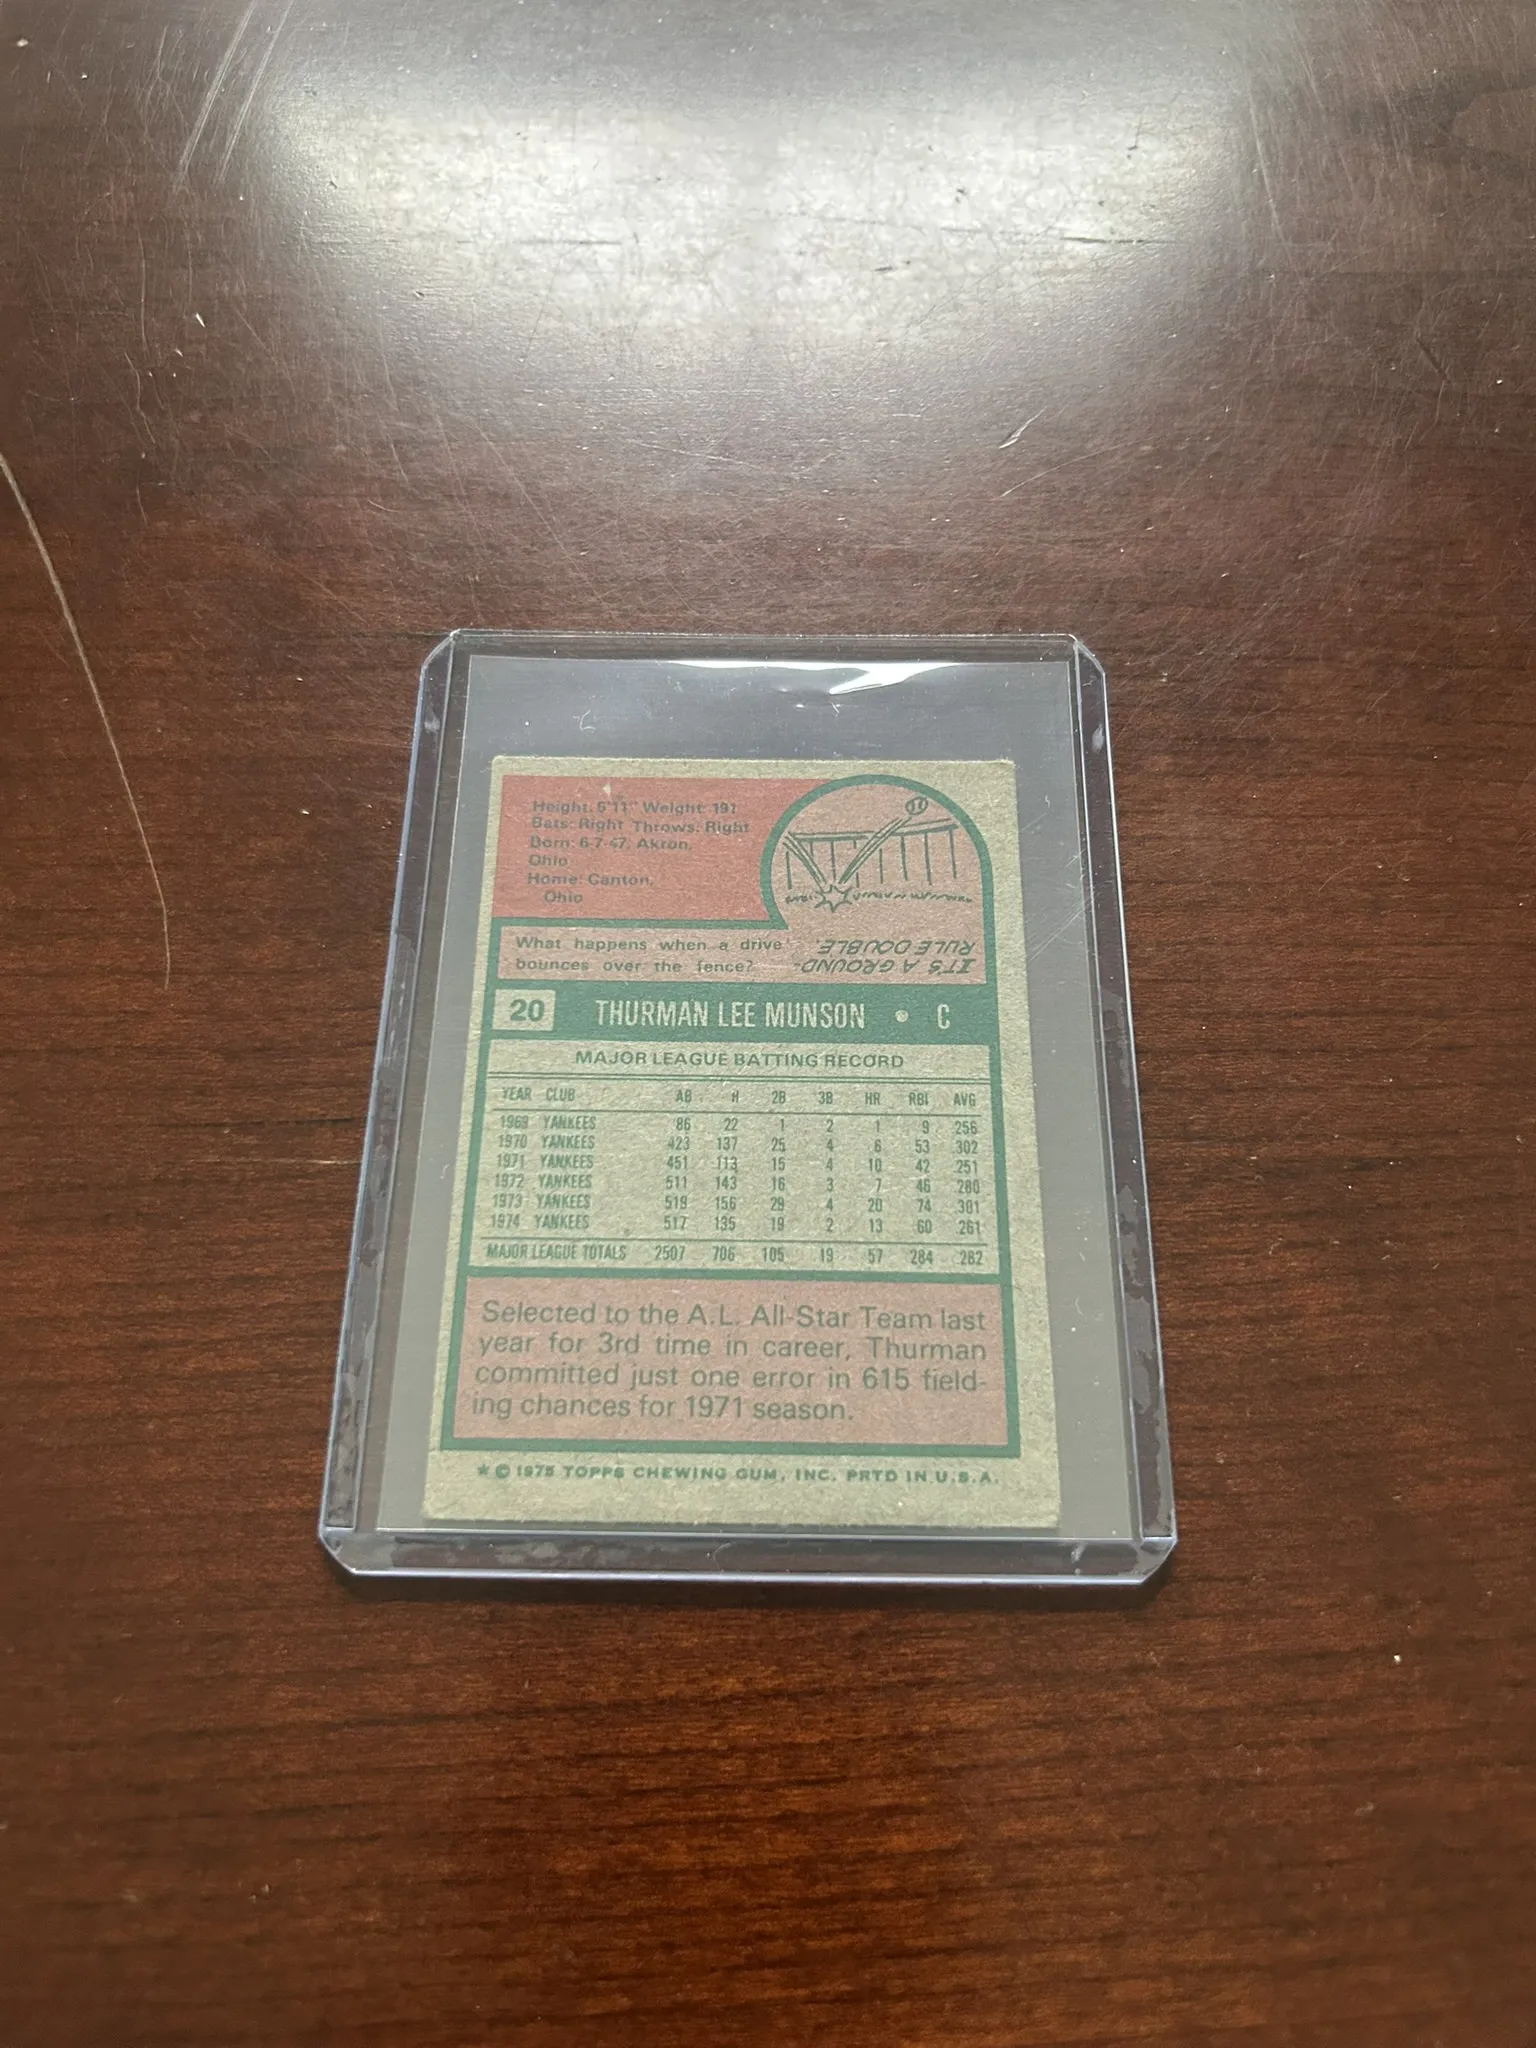 Height: 5'11" Weight: 191
Bats: Right Throws: Right
Born: 6-7-47, Akron,
Ohio
Home: Canton,
Ohio
What happens when a drive
bounces over the fence?
IT'S A GROUND-
RULE DOUBLE.
20 THURMAN LEE MUNSON • C
MAJOR LEAGUE BATTING RECORD
YEAR CLUB AB H 2B 3B HR RBI AVG
1969 YANKEES 86 22 1 2 1 9 .256
1970 YANKEES 423 137 25 4 6 53 .302
1971 YANKEES 451 113 15 4 10 42 .251
1972 YANKEES 511 143 16 3 7 46 .280
1973 YANKEES 519 156 29 4 20 74 .301
1974 YANKEES 517 135 19 2 13 60 .261
MAJOR LEAGUE TOTALS 2507 706 105 19 57 284 .282
Selected to the A.L. All-Star Team last
year for 3rd time in career, Thurman
committed just one error in 615 field-
ing chances for 1971 season.
★ © 1975 TOPPS CHEWING GUM, INC. PRTD IN U.S.A.